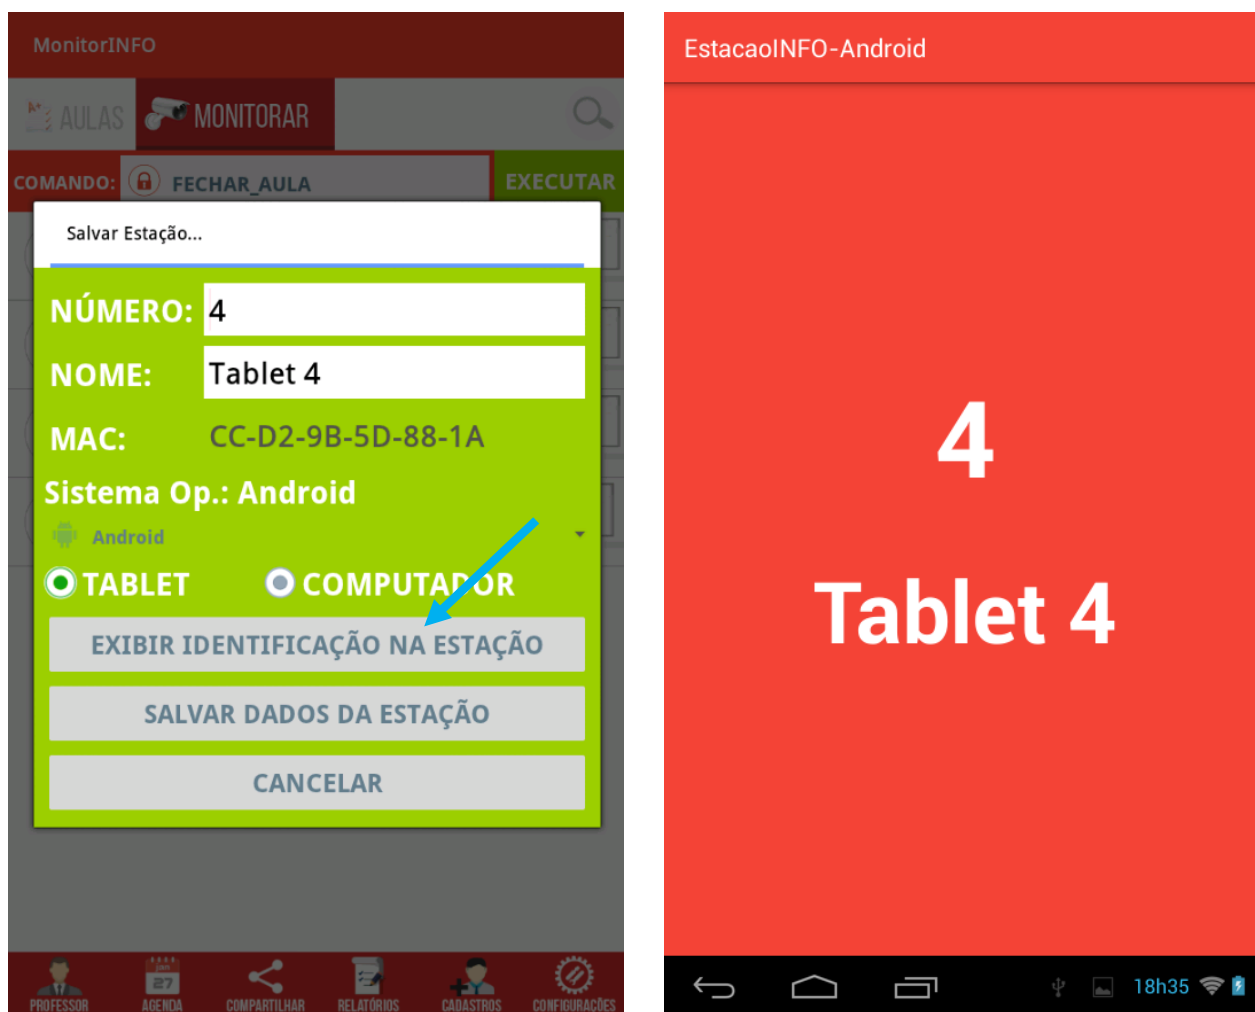 MonitorINFO
A+ AULAS MONITORAR
COMANDO: FECHAR_AULA EXECUTAR
Salvar Estação...
NÚMERO: 4
NOME: Tablet 4
MAC: CC-D2-9B-5D-88-1A
Sistema Op.: Android
Android
TABLET COMPUTADOR
EXIBIR IDENTIFICAÇÃO NA ESTAÇÃO
SALVAR DADOS DA ESTAÇÃO
CANCELAR
jan
27
PROFESSOR AGENDA COMPARTILHAR RELATÓRIOS CADASTROS CONFIGURAÇÕES
EstacaoINFO-Android
4
Tablet 4
18h35